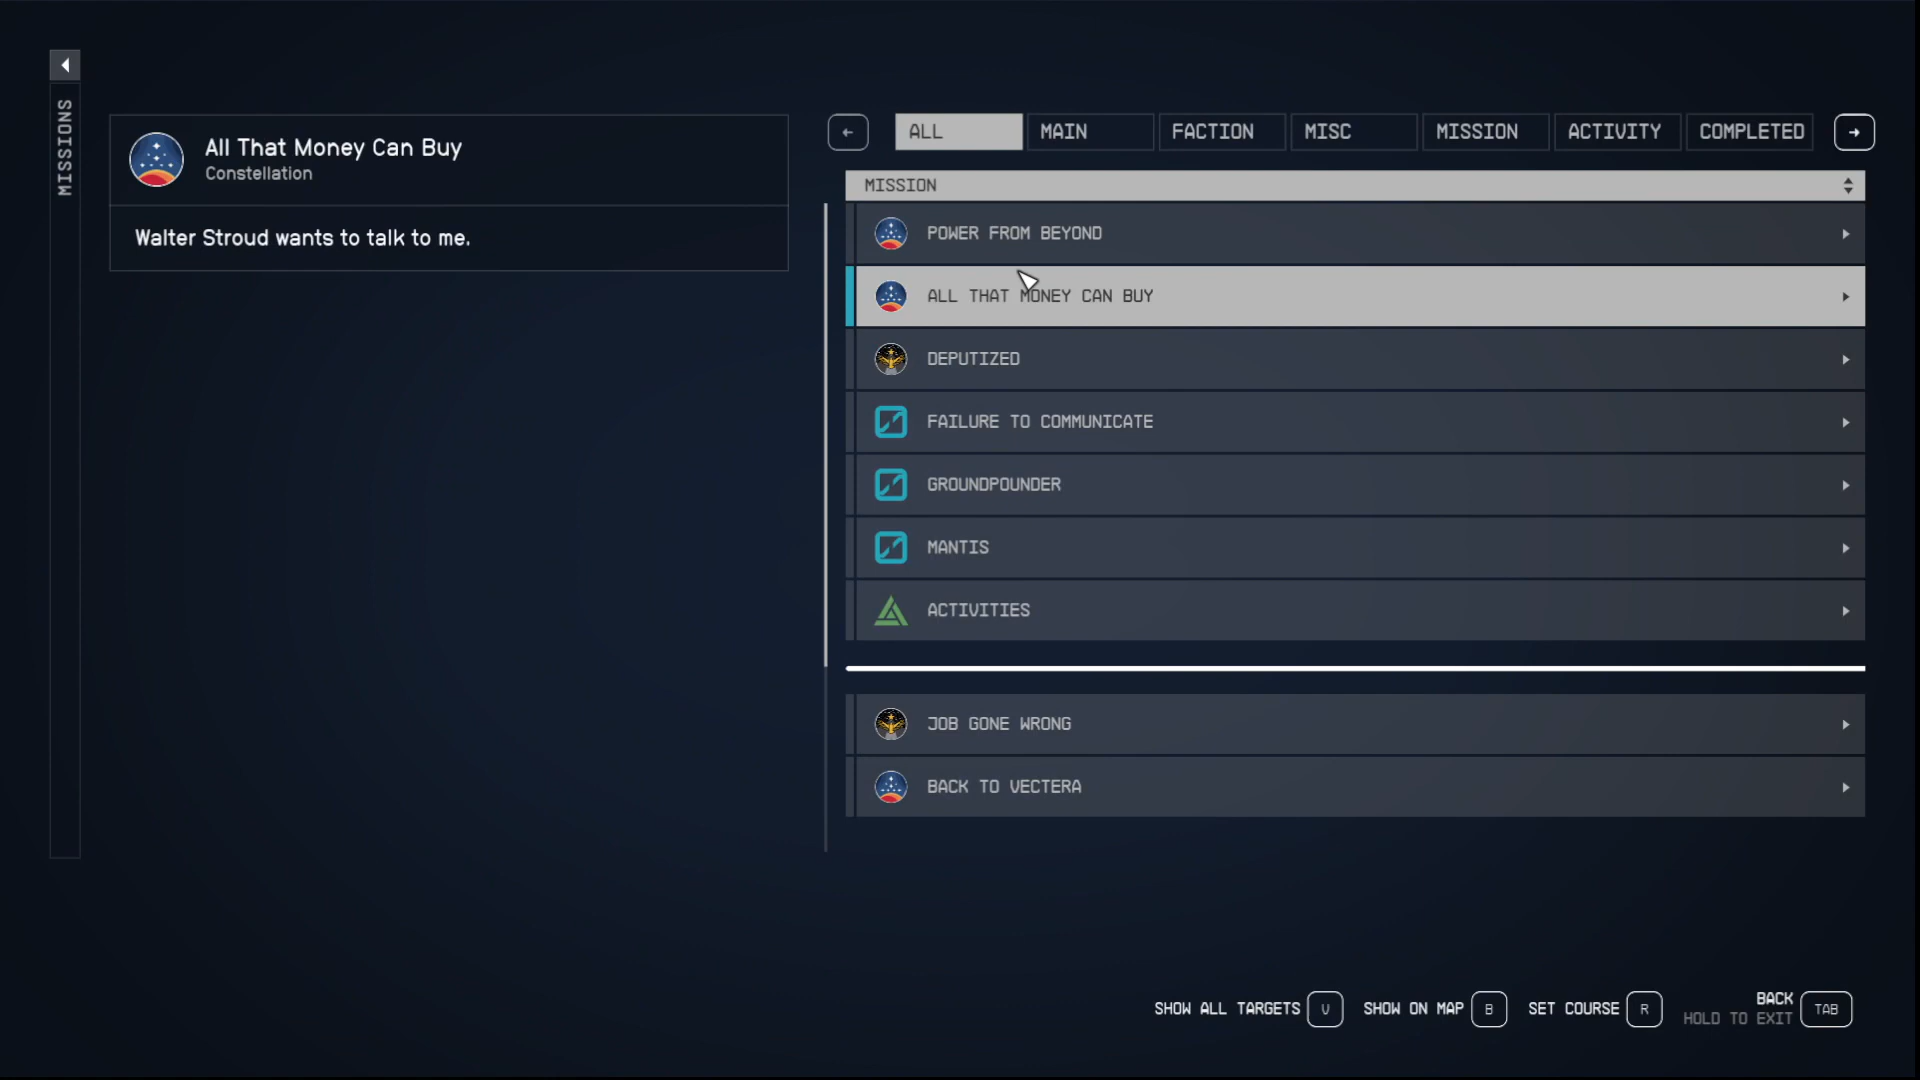 MISSIONS
All That Money Can Buy
Constellation
Walter Stroud wants to talk to me.
ALL MAIN FACTION MISC MISSION ACTIVITY COMPLETED
MISSION
POWER FROM BEYOND
ALL THAT MONEY CAN BUY
DEPUTIZED
FAILURE TO COMMUNICATE
GROUNDPOUNDER
MANTIS
ACTIVITIES
JOB GONE WRONG
BACK TO VECTERA
SHOW ALL TARGETS V SHOW ON MAP B SET COURSE R BACK TAB
HOLD TO EXIT